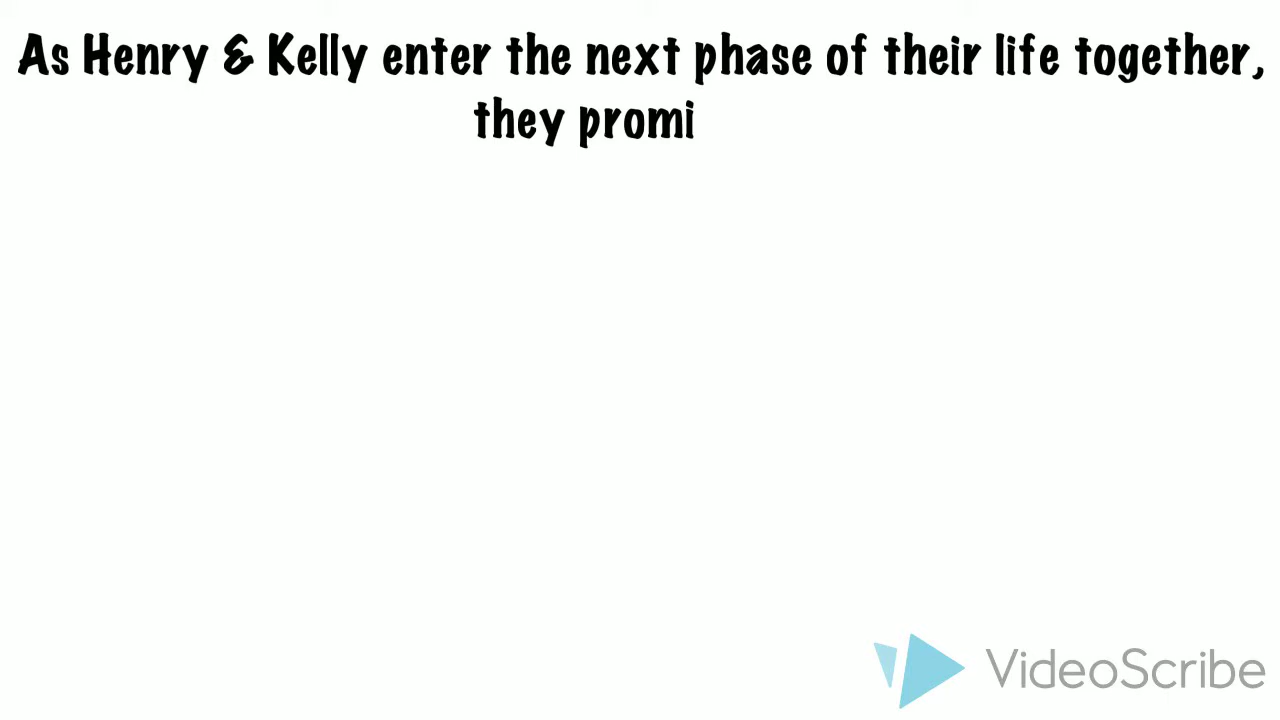 As Henry & Kelly enter the next phase of their life together,
they promi
VideoScribe